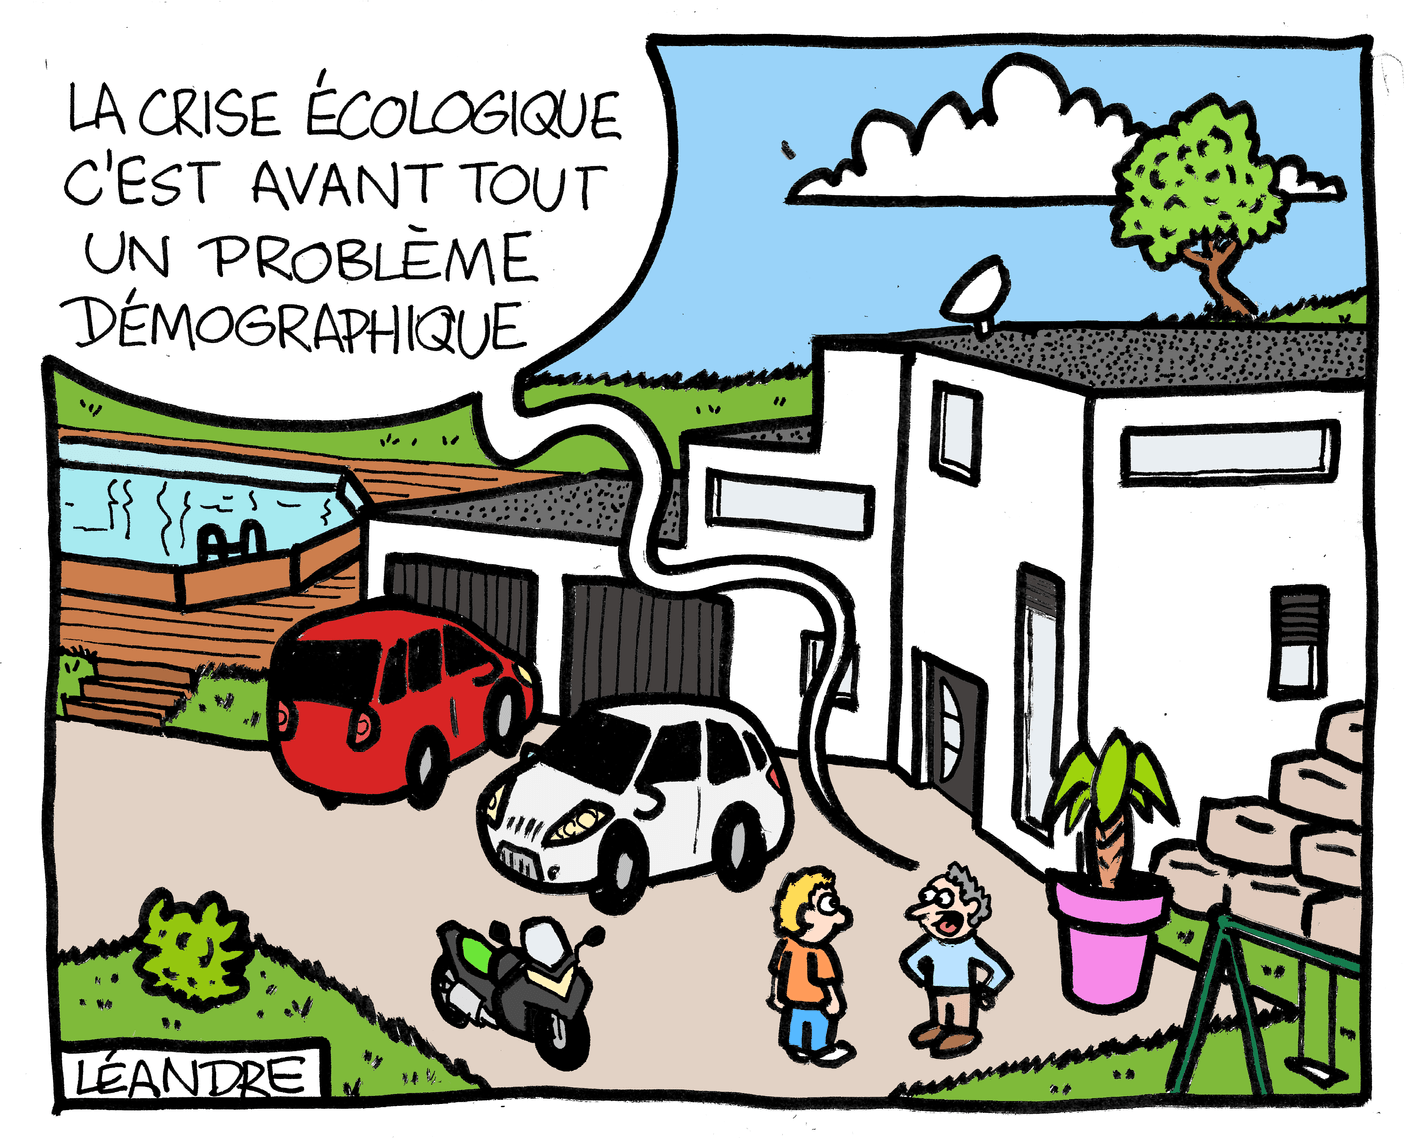 LA CRISE ÉCOLOGIQUE
C'EST AVANT TOUT
UN PROBLÈME
DÉMOGRAPHIQUE
LÉANDRE